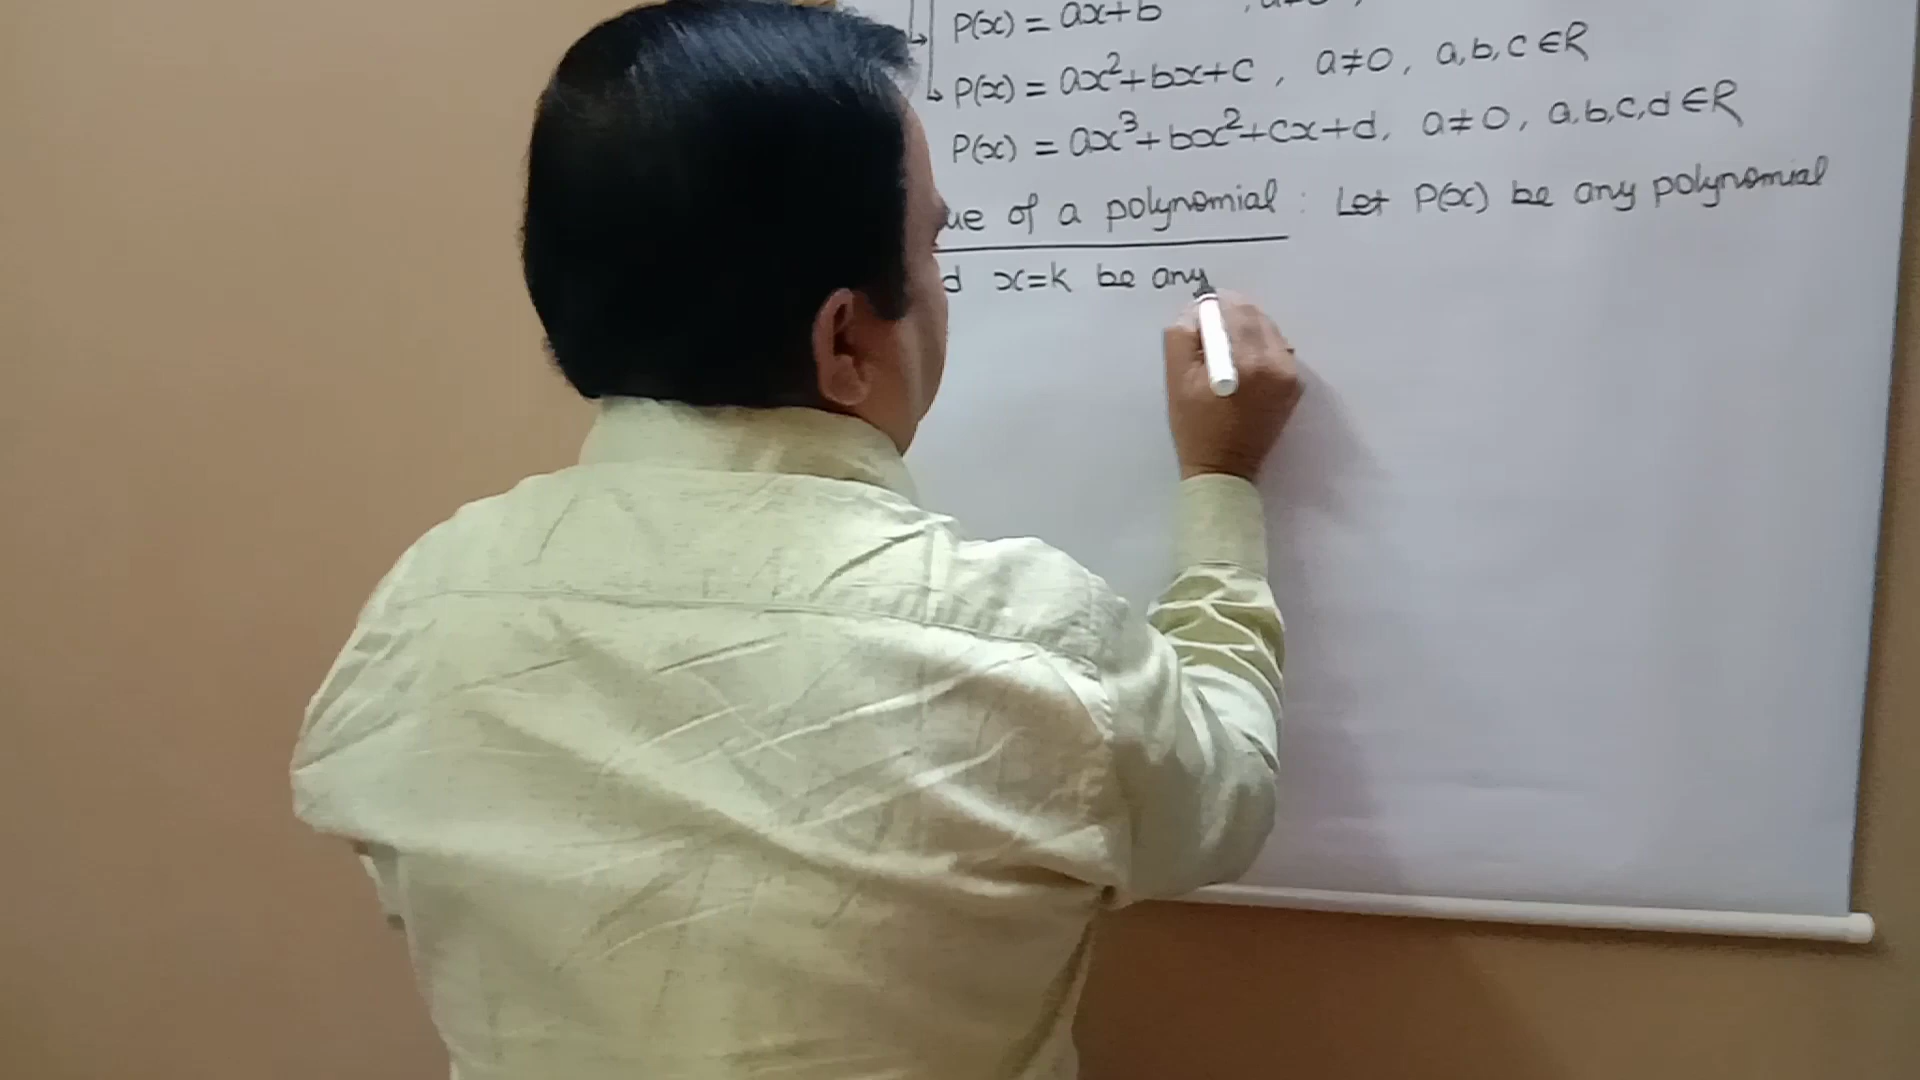 P(x) = ax+b
P(x) = ax²+bx+c, a≠0, a,b,c ∈R
P(x) = ax³+bx²+cx+d, a≠0, a,b,c,d ∈R
of a polynomial : Let P(x) be any polynomial
x=k be any